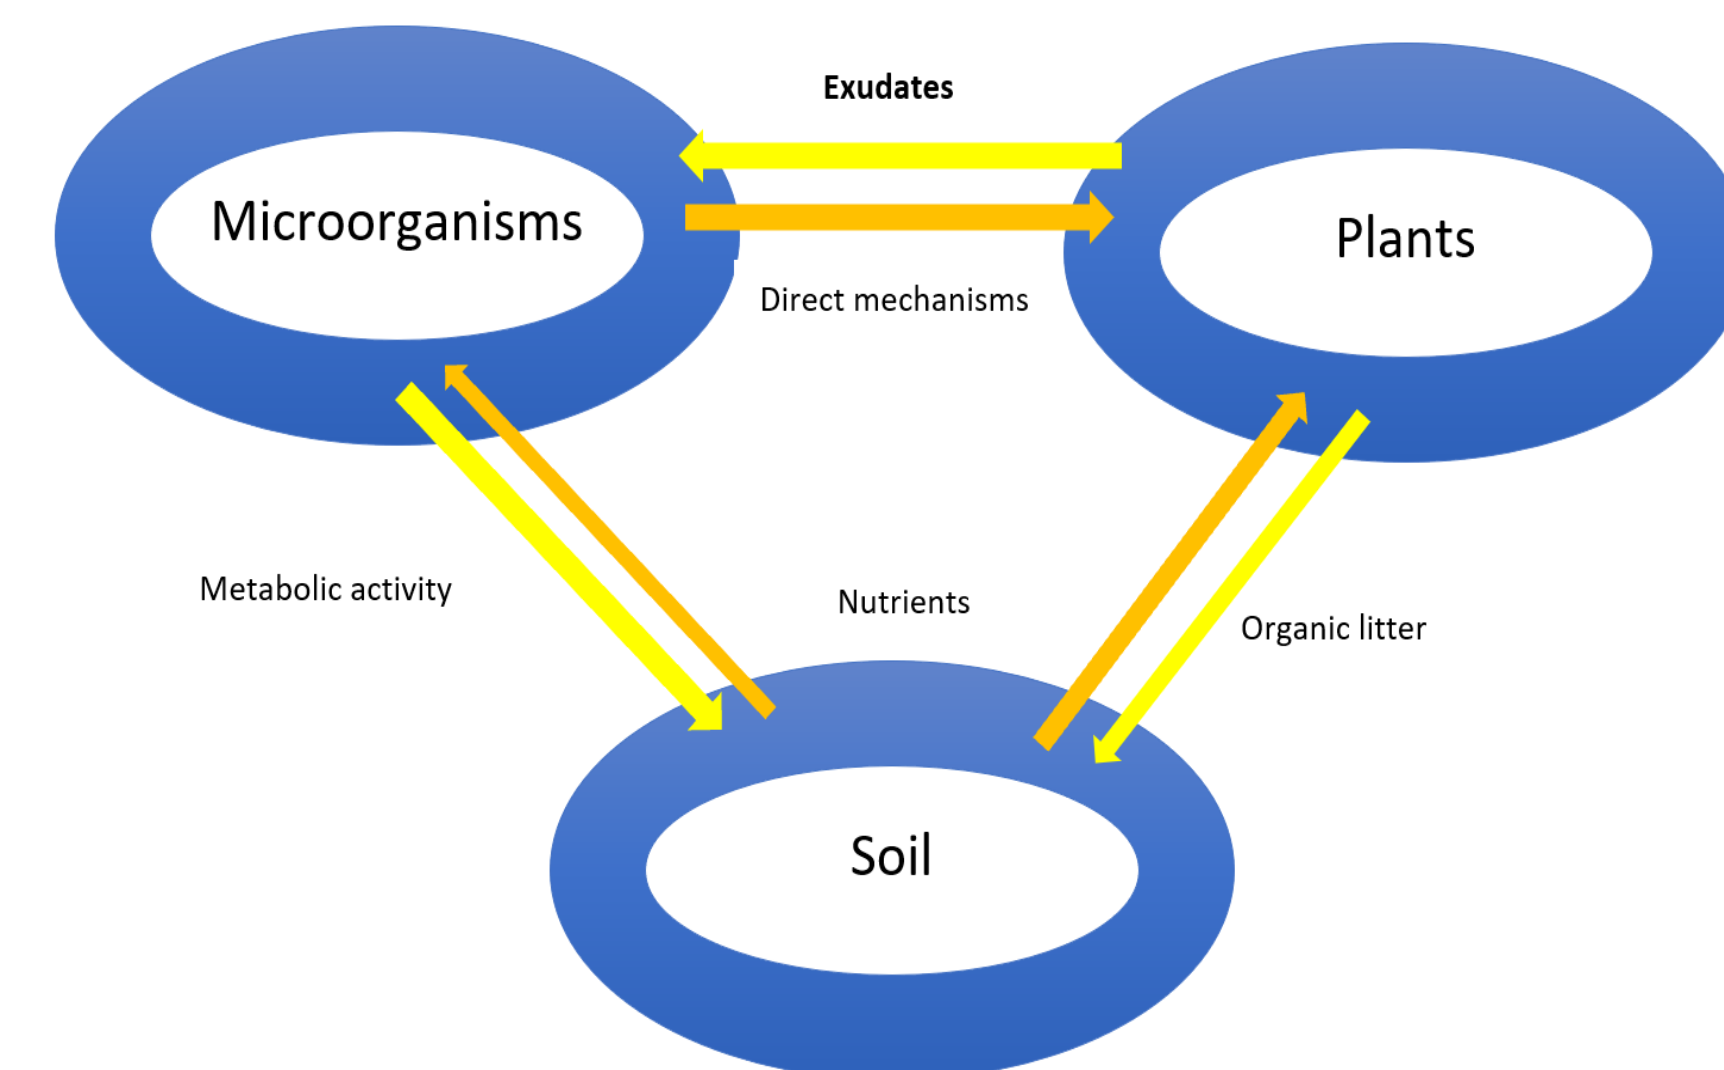 Exudates
Microorganisms
Plants
Direct mechanisms
Metabolic activity
Nutrients
Organic litter
Soil